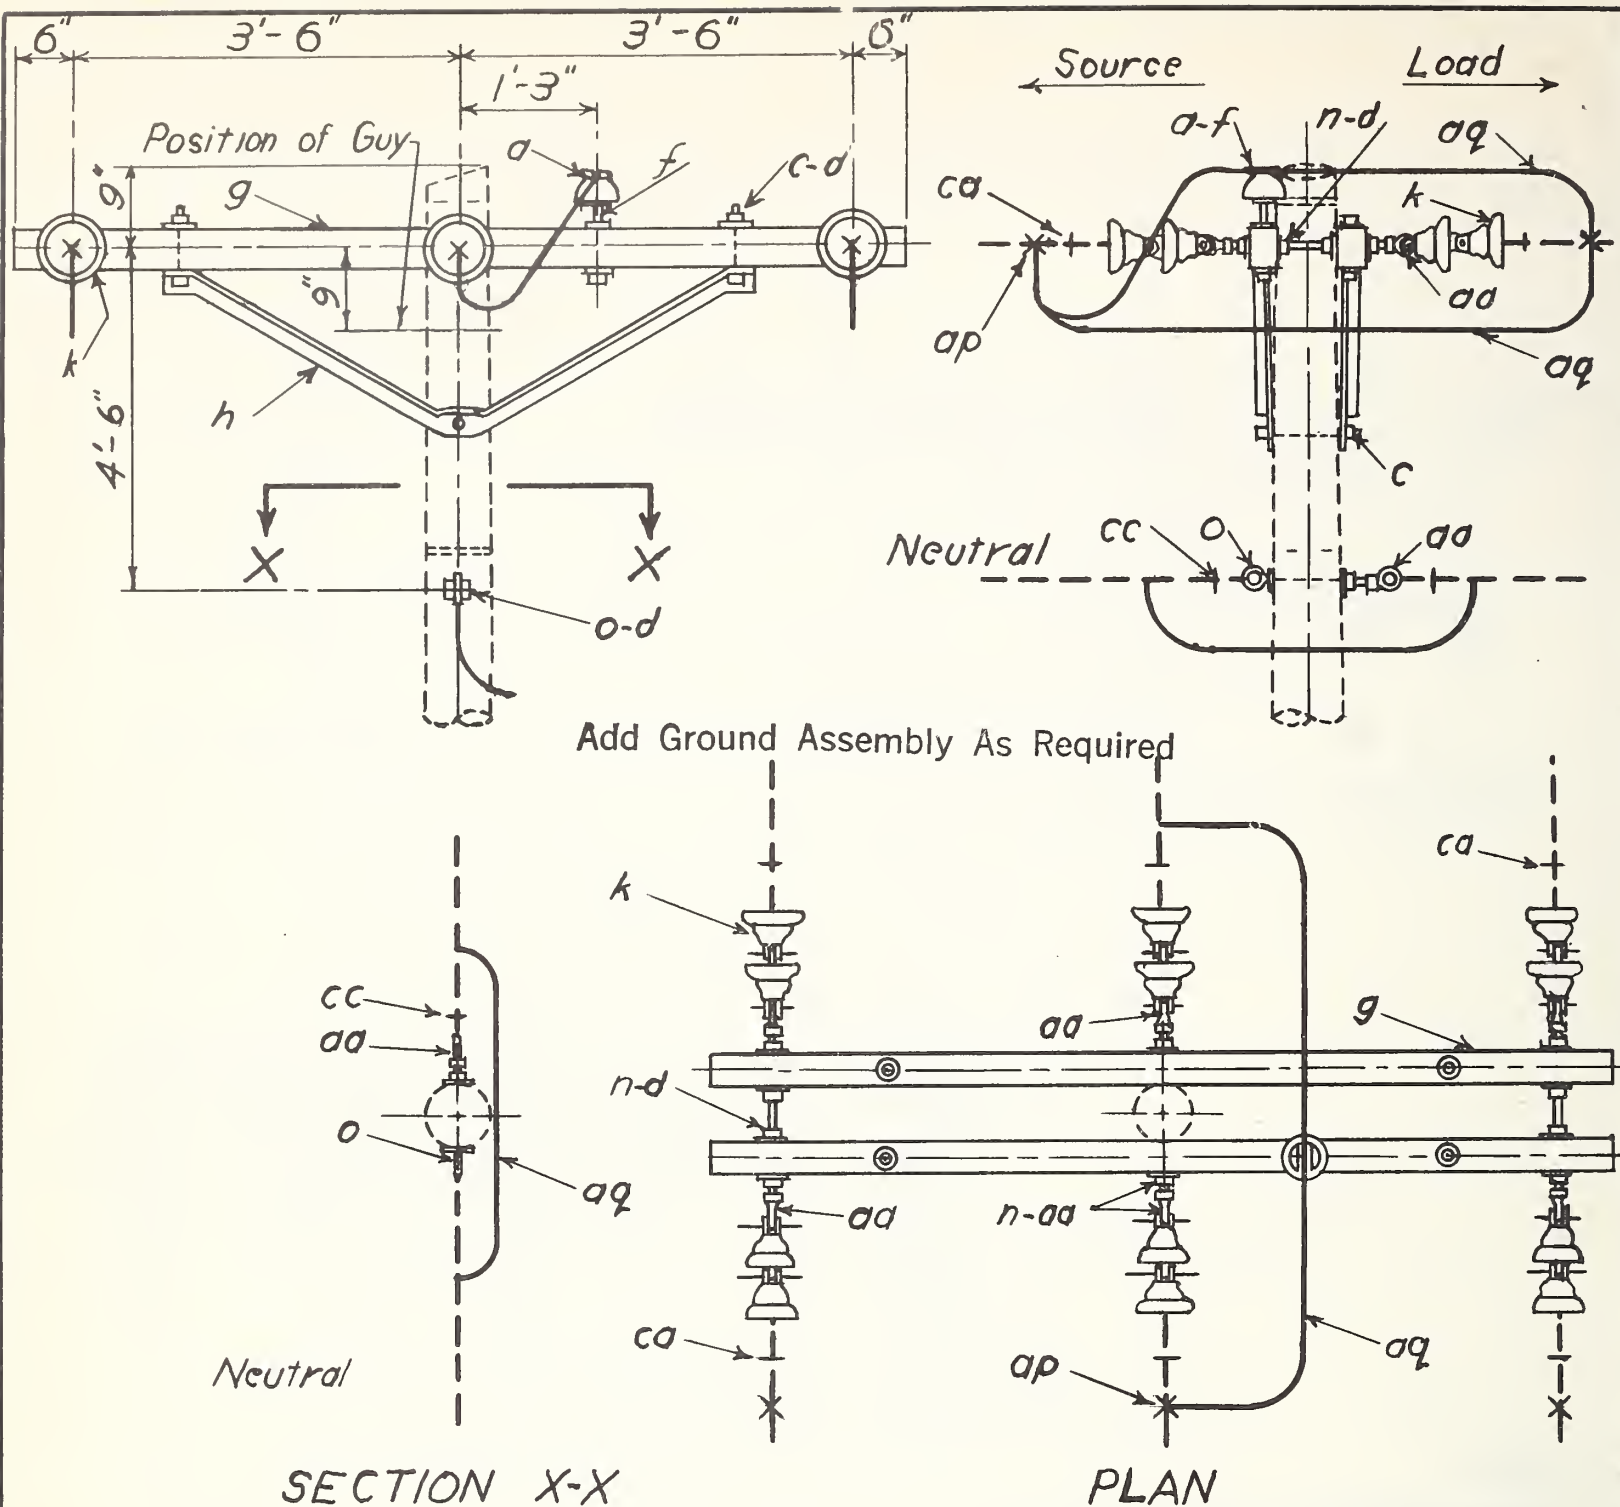 6" 3'-6" 3'-6" 6"
1'-3"
Source Load
Position of Guy
a f c-d
9" g
a-f n-d aq
ca k
9"
k
ap aa
aq
h
4'-6"
c
X X
Neutral cc o aa
o-d
Add Ground Assembly As Required
k
ca
cc
aa
aa
g
n-d
o
aq
aa n-aa
ca
ap aq
Neutral
SECTION X-X PLAN